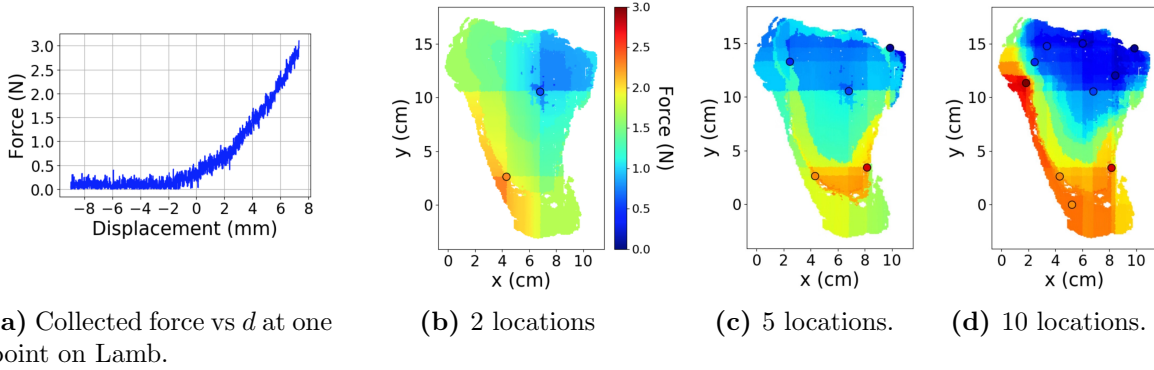 3.0
2.5
2.0
1.5
1.0
0.5
0.0
Force (N)
−8 −6 −4 −2 0 2 4 6 8
Displacement (mm)
15
10
5
0
y (cm)
0 2 4 6 8 10
x (cm)
3.0
2.5
2.0
1.5
1.0
0.5
0.0
Force (N)
15
10
5
0
y (cm)
0 2 4 6 8 10
x (cm)
15
10
5
0
y (cm)
0 2 4 6 8 10
x (cm)
a) Collected force vs d at one
point on Lamb.
(b) 2 locations
(c) 5 locations.
(d) 10 locations.